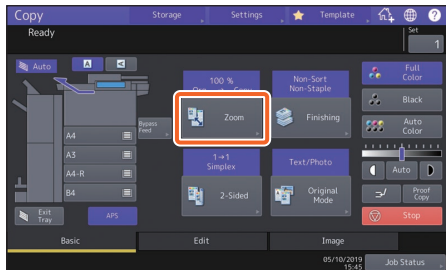 Copy
Storage
Settings
Template
Ready
Set
1
Auto
A
A
100 %
Non-Sort
Non-Staple
Full
Color
Zoom
Finishing
Black
Bypass
Feed
Auto
Color
A4
A3
A4-R
B4
1→1
Simplex
Text/Photo
Auto
2-Sided
Original
Mode
Proof
Copy
Exit
Tray
APS
Stop
Basic
Edit
Image
05/10/2019
15:45
Job Status